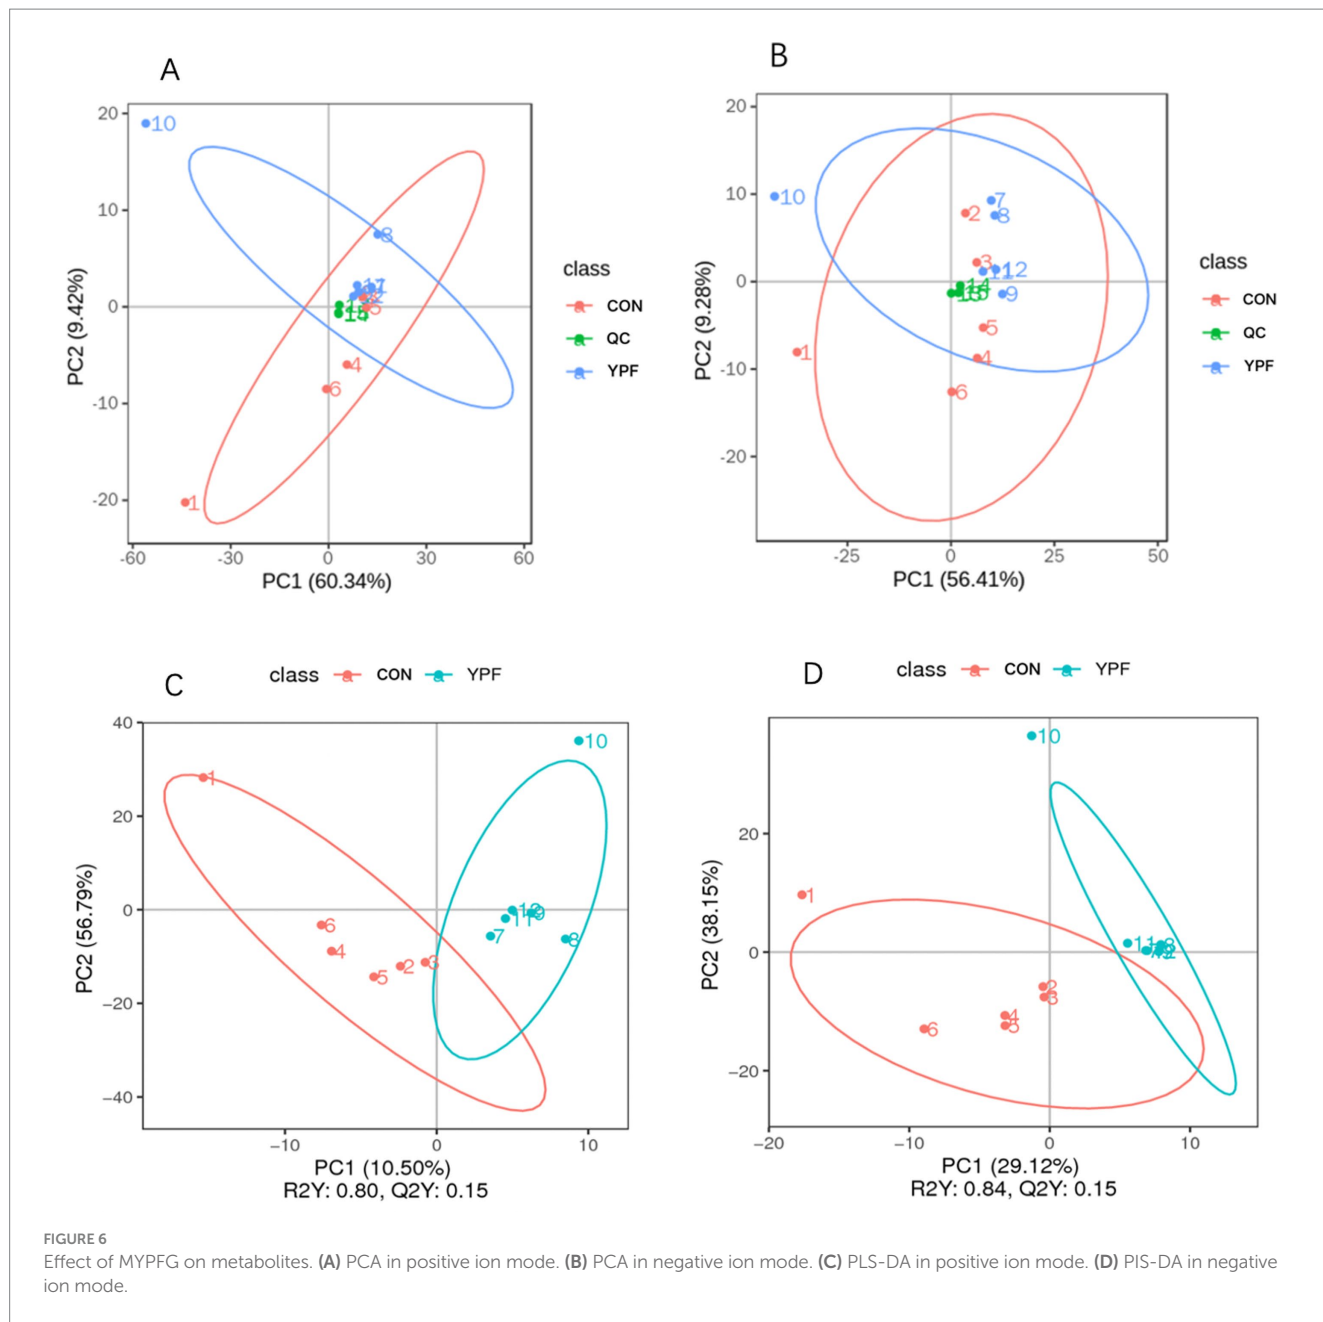 A
20
10
0
-10
-20
-60
-30
0
30
60
PC2 (9.42%)
PC1 (60.34%)
10
8
4
6
1
class
CON
QC
YPF
B
20
10
0
-10
-20
-25
0
25
50
PC2 (9.28%)
PC1 (56.41%)
10
7
2
8
3
12
11
14
9
5
1
4
6
class
CON
QC
YPF
C
class CON YPF
40
20
0
−20
−40
−10
0
10
PC2 (56.79%)
PC1 (10.50%)
R2Y: 0.80, Q2Y: 0.15
10
1
6
4
5
2
3
7
11
12
9
8
D
class CON YPF
20
0
−20
−20
−10
0
10
PC2 (38.15%)
PC1 (29.12%)
R2Y: 0.84, Q2Y: 0.15
10
1
11
8
2
3
4
5
6
FIGURE 6
Effect of MYPFG on metabolites. (A) PCA in positive ion mode. (B) PCA in negative ion mode. (C) PLS-DA in positive ion mode. (D) PIS-DA in negative
ion mode.